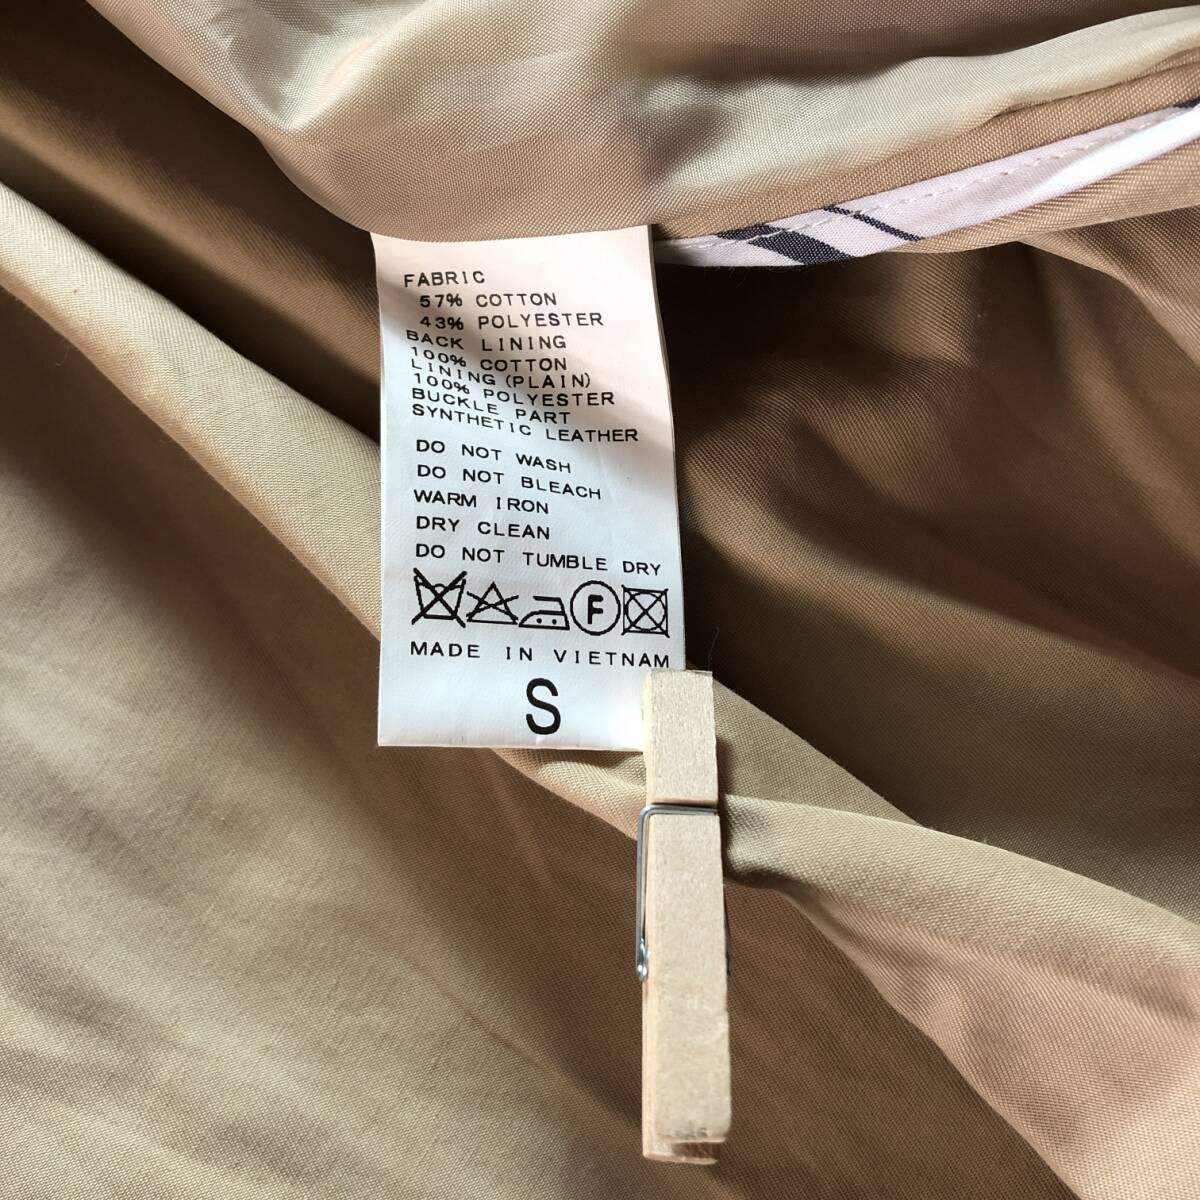 FABRIC
57% COTTON
43% POLYESTER
BACK LINING
100% COTTON
LINING (PLAIN)
100% POLYESTER
BUCKLE PART
SYNTHETIC LEATHER
DO NOT WASH
DO NOT BLEACH
WARM IRON
DRY CLEAN
DO NOT TUMBLE DRY
F
MADE IN VIETNAM
S